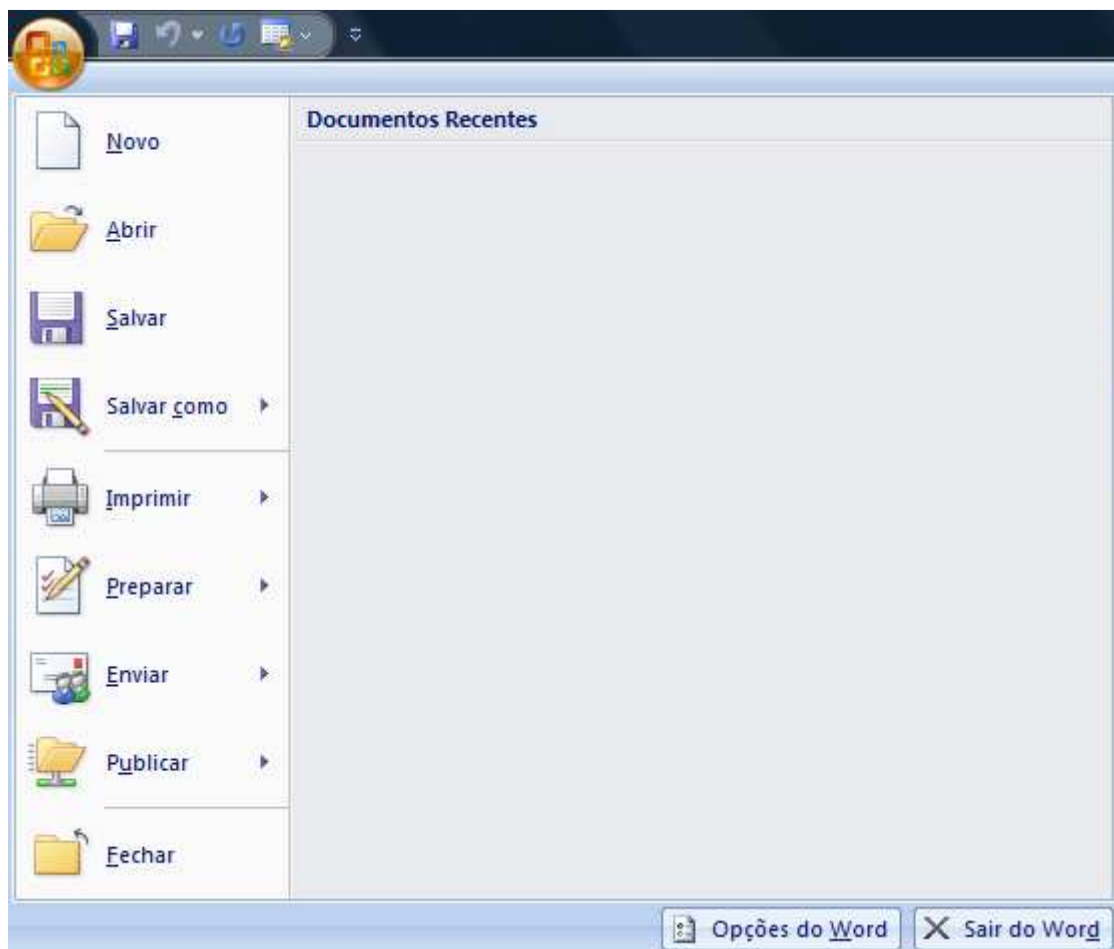 Documentos Recentes
Novo
Abrir
Salvar
Salvar como
Imprimir
Preparar
Enviar
Publicar
Fechar
Opções do Word
Sair do Word